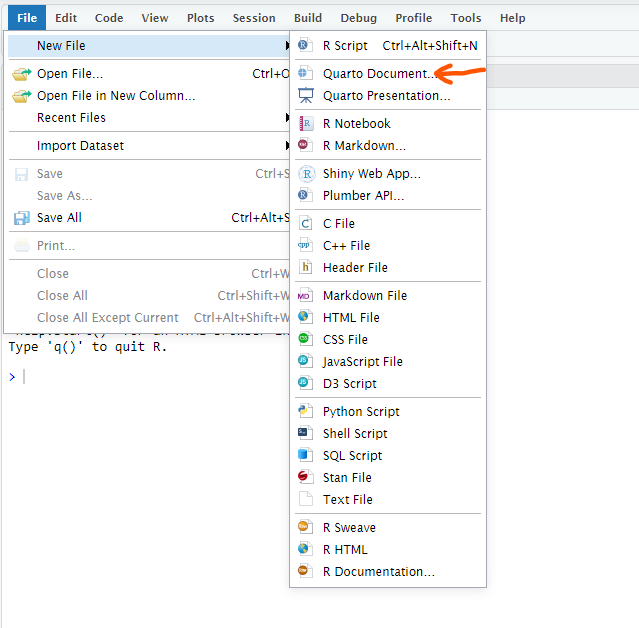 File Edit Code View Plots Session Build Debug Profile Tools Help
New File
Open File... Ctrl+O
Open File in New Column...
Recent Files
Import Dataset
Save Ctrl+S
Save As...
Save All Ctrl+Alt+S
Print...
Close Ctrl+W
Close All Ctrl+Shift+W
Close All Except Current Ctrl+Alt+Shift+W
R Script Ctrl+Alt+Shift+N
Quarto Document...
Quarto Presentation...
R Notebook
R Markdown...
Shiny Web App...
Plumber API...
C File
C++ File
Header File
Markdown File
HTML File
CSS File
JavaScript File
D3 Script
Python Script
Shell Script
SQL Script
Stan File
Text File
R Sweave
R HTML
R Documentation...
Type 'q()' to quit R.
>